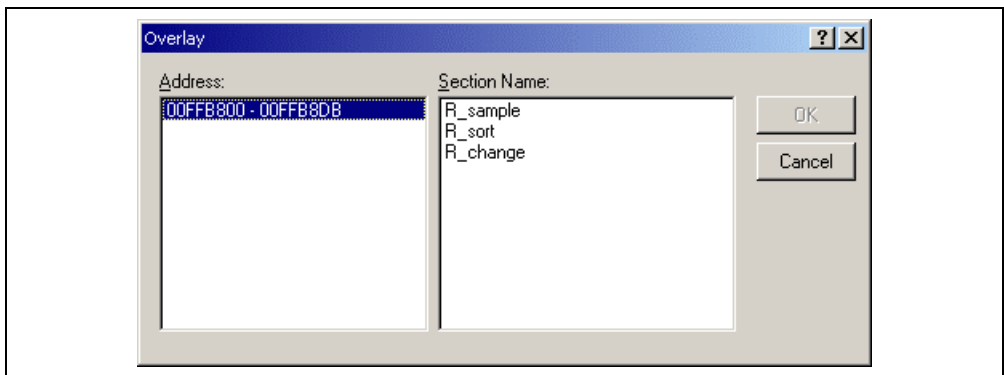 Overlay
Address:
00FFB800 - 00FFB8DB
Section Name:
R_sample
R_sort
R_change
OK
Cancel